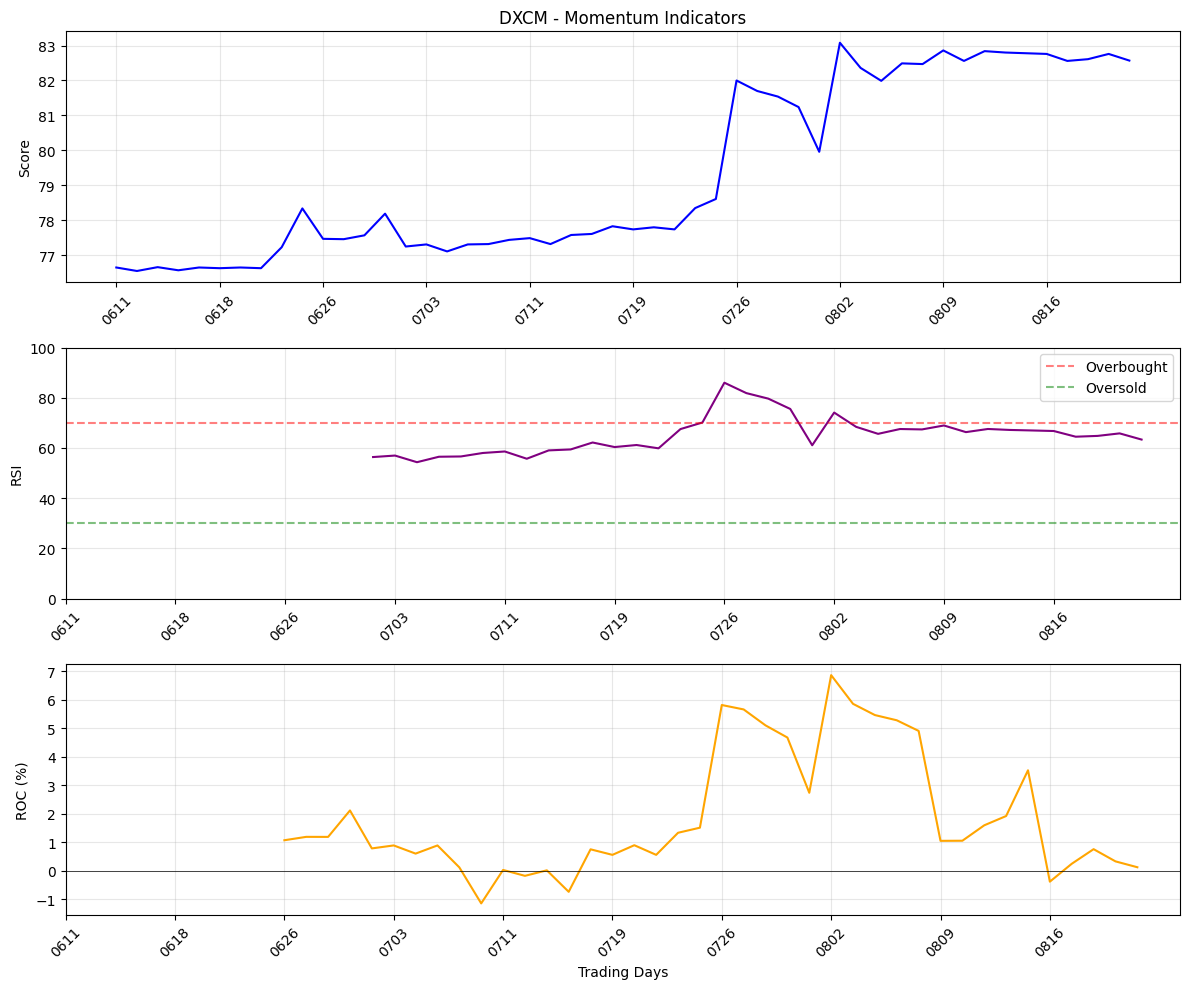 DXCM - Momentum Indicators
Score
83
82
81
80
79
78
77
0611 0618 0626 0703 0711 0719 0726 0802 0809 0816
RSI
100
80
60
40
20
0
Overbought
Oversold
0611 0618 0626 0703 0711 0719 0726 0802 0809 0816
ROC (%)
7
6
5
4
3
2
1
0
−1
0611 0618 0626 0703 0711 0719 0726 0802 0809 0816
Trading Days